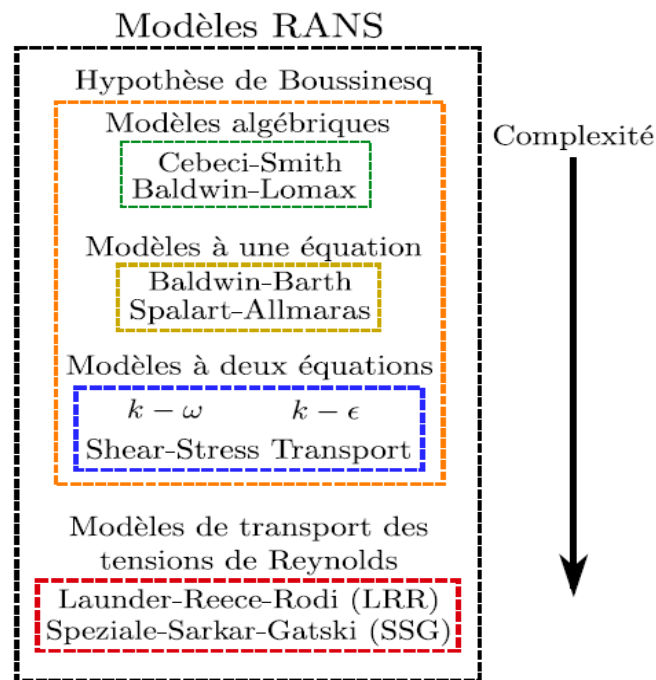 Modèles RANS
Hypothèse de Boussinesq
Modèles algébriques
Cebeci-Smith
Baldwin-Lomax
Complexité
Modèles à une équation
Baldwin-Barth
Spalart-Allmaras
Modèles à deux équations
k − ω
k − ϵ
Shear-Stress Transport
Modèles de transport des
tensions de Reynolds
Launder-Reece-Rodi (LRR)
Speziale-Sarkar-Gatski (SSG)